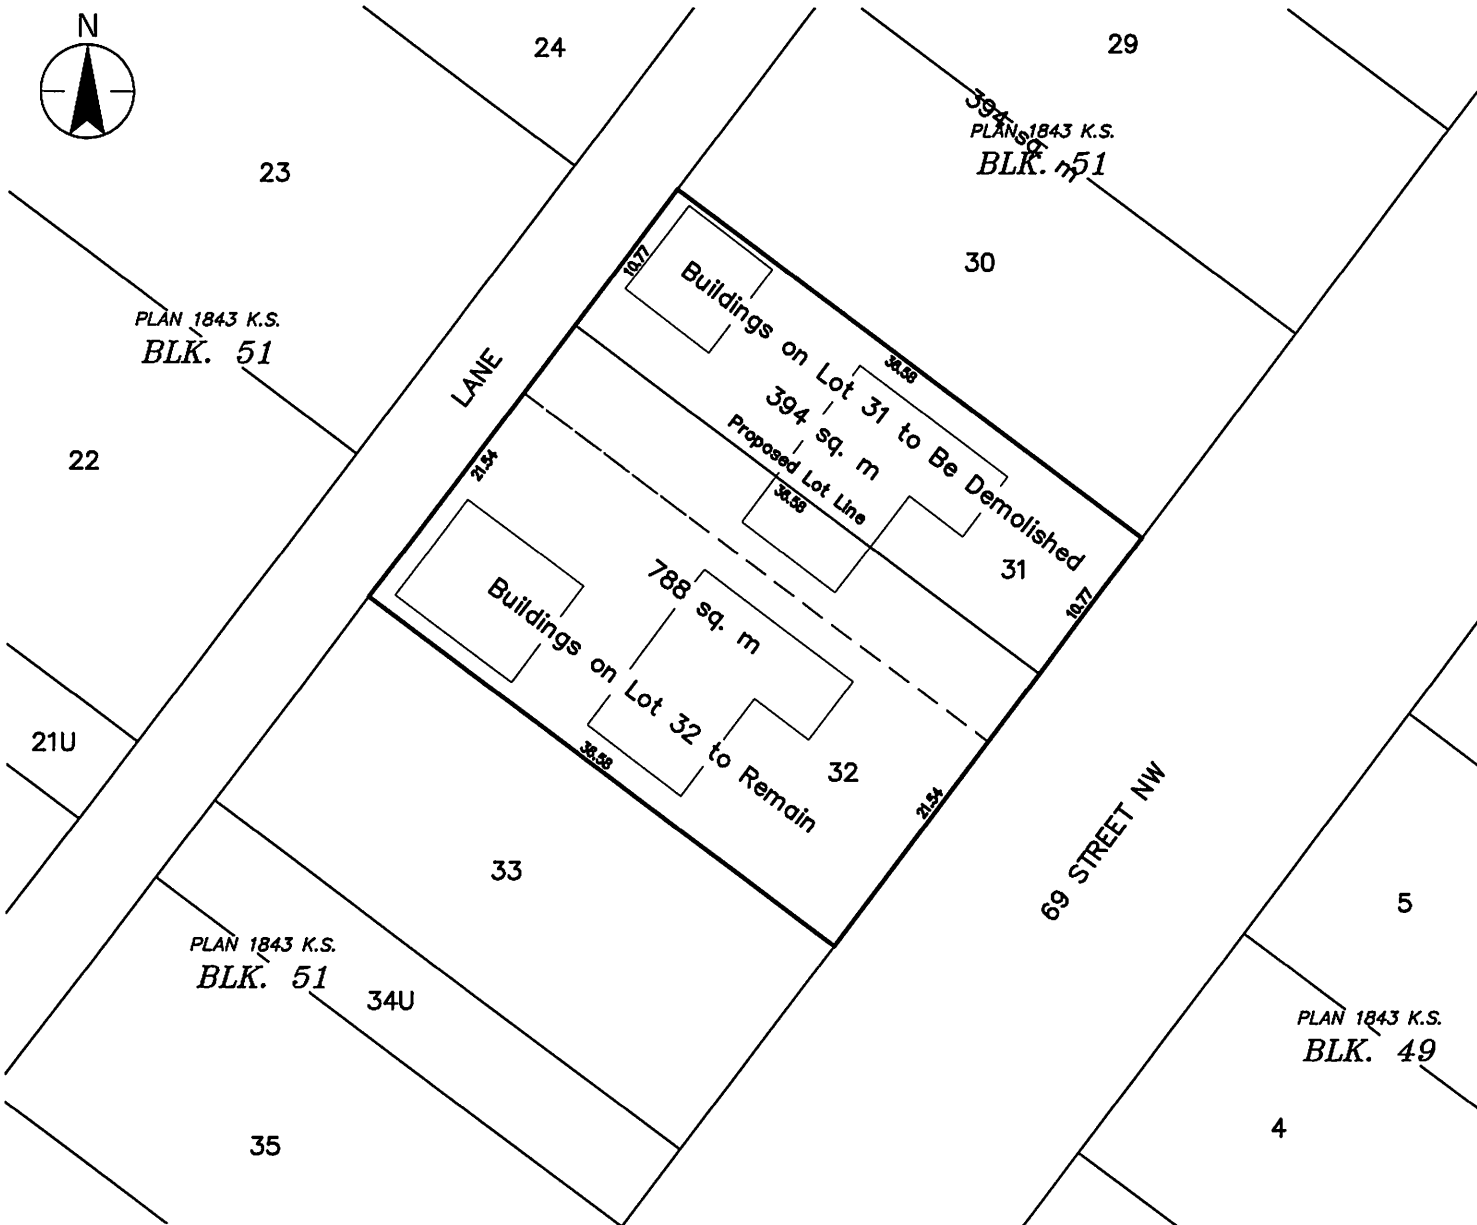 N
24
29
394 sq. m
PLAN 1843 K.S.
BLK. 51
23
30
10.77
Buildings on Lot 31 to Be Demolished
36.58
PLAN 1843 K.S.
BLK. 51
LANE
394 sq. m
Proposed Lot Line
36.58
22
21.54
31
10.77
788 sq. m
Buildings on Lot 32 to Remain
36.58
32
21.54
21U
69 STREET NW
33
5
PLAN 1843 K.S.
BLK. 51
34U
PLAN 1843 K.S.
BLK. 49
35
4